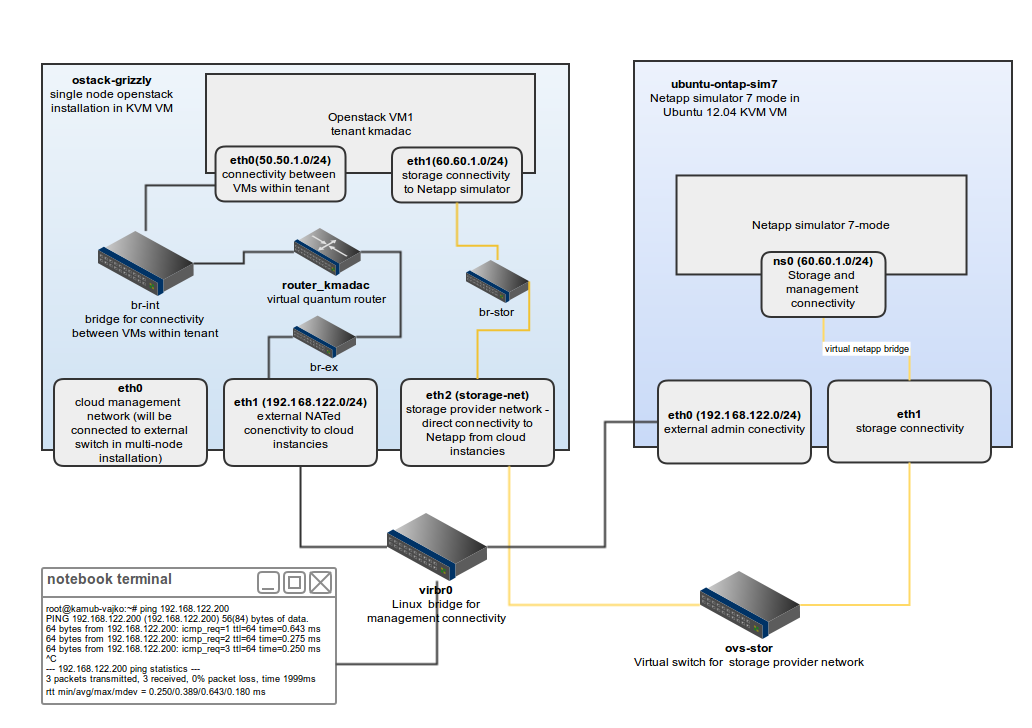 ostack-grizzly
single node openstack
installation in KVM VM
Openstack VM1
tenant kmadac
eth0(50.50.1.0/24)
connectivity between
VMs within tenant
eth1(60.60.1.0/24)
storage connectivity
to Netapp simulator
br-int
bridge for connectivity
between VMs within tenant
router_kmadac
virtual quantum router
br-ex
br-stor
eth0
cloud management
network (will be
connected to external
switch in multi-node
installation)
eth1 (192.168.122.0/24)
external NATed
conenctivity to cloud
instancies
eth2 (storage-net)
storage provider network -
direct connectivity to
Netapp from cloud
instancies
ubuntu-ontap-sim7
Netapp simulator 7 mode in
Ubuntu 12.04 KVM VM
Netapp simulator 7-mode
ns0 (60.60.1.0/24)
Storage and
management
connectivity
virtual netapp bridge
eth0 (192.168.122.0/24)
external admin conectivity
eth1
storage connectivity
virbr0
Linux bridge for
management connectivity
ovs-stor
Virtual switch for storage provider network
notebook terminal
root@kamub-vajko:~# ping 192.168.122.200
PING 192.168.122.200 (192.168.122.200) 56(84) bytes of data.
64 bytes from 192.168.122.200: icmp_req=1 ttl=64 time=0.643 ms
64 bytes from 192.168.122.200: icmp_req=2 ttl=64 time=0.275 ms
64 bytes from 192.168.122.200: icmp_req=3 ttl=64 time=0.250 ms
^C
--- 192.168.122.200 ping statistics ---
3 packets transmitted, 3 received, 0% packet loss, time 1999ms
rtt min/avg/max/mdev = 0.250/0.389/0.643/0.180 ms